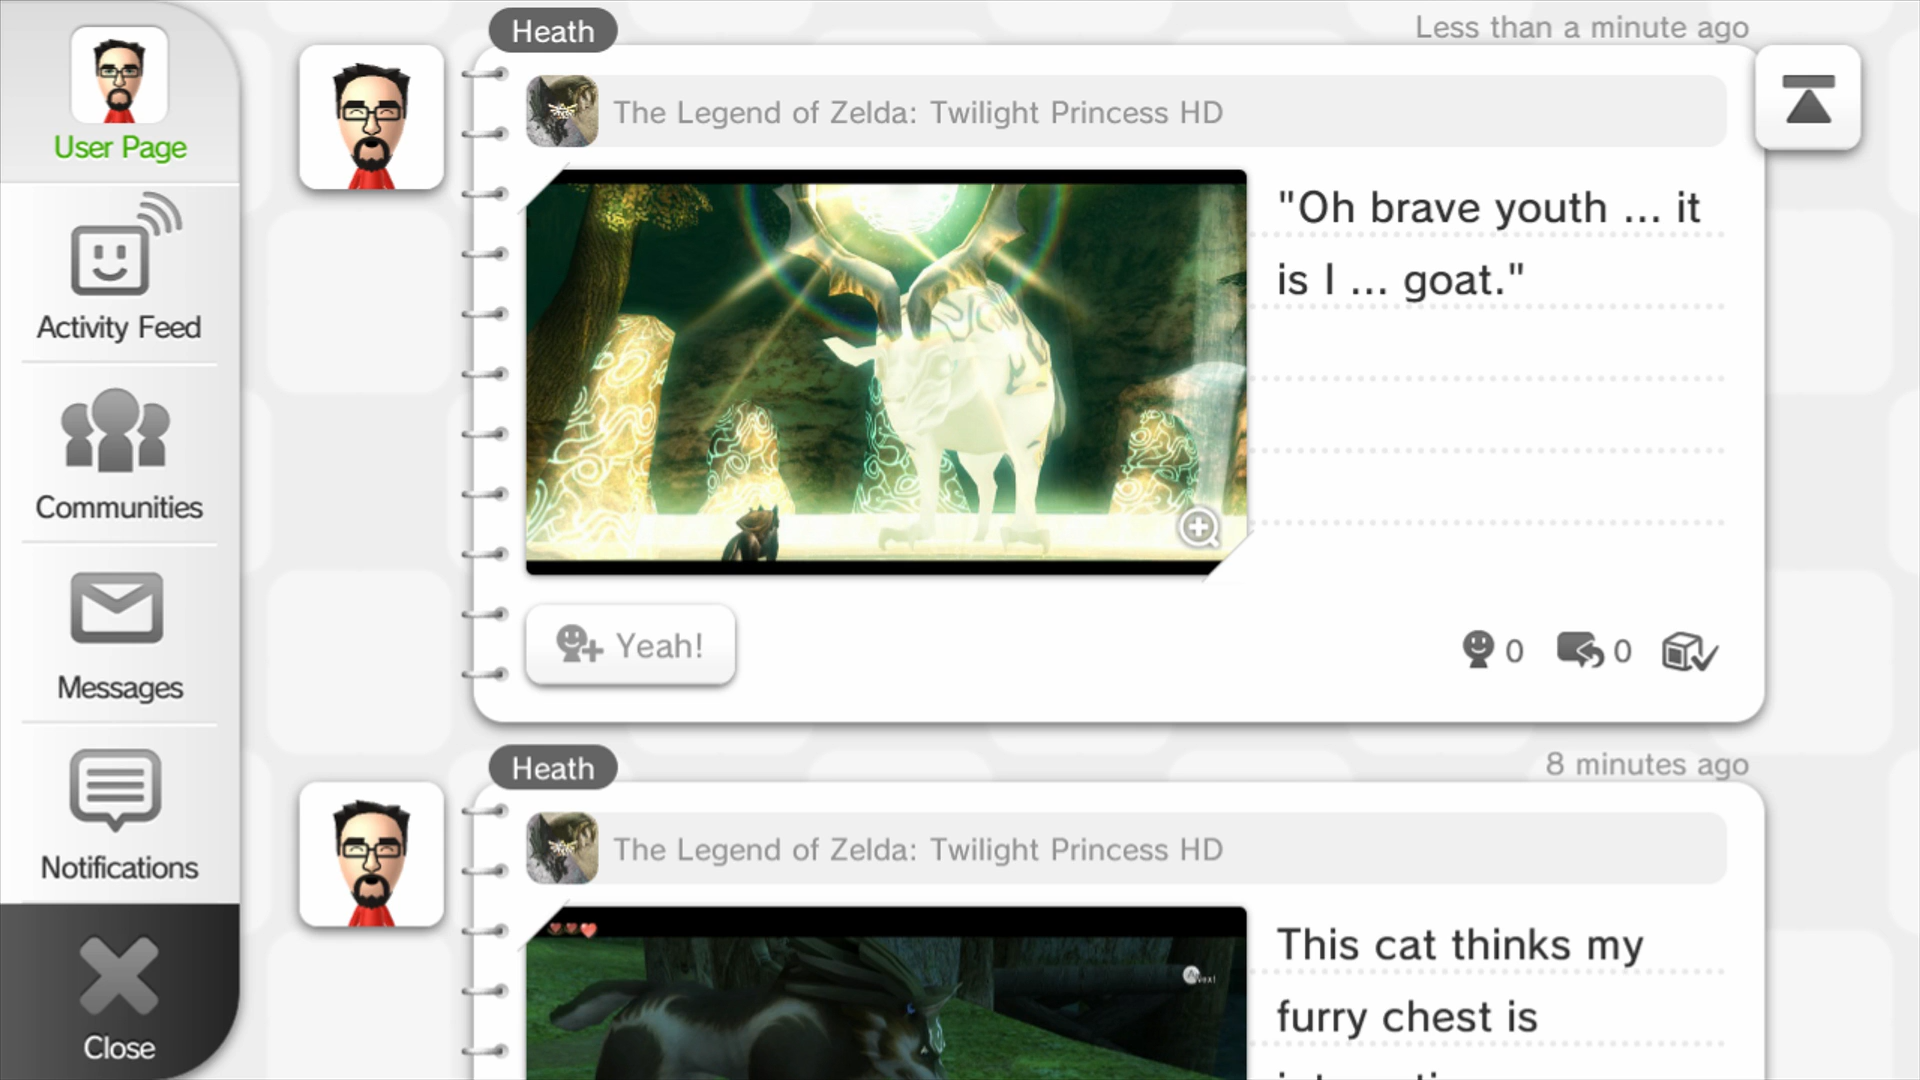 Heath
Less than a minute ago
The Legend of Zelda: Twilight Princess HD
User Page
"Oh brave youth ... it
is I ... goat."
Activity Feed
Communities
Yeah!
0
0
Messages
Heath
8 minutes ago
The Legend of Zelda: Twilight Princess HD
Notifications
This cat thinks my
furry chest is
A Next
Close